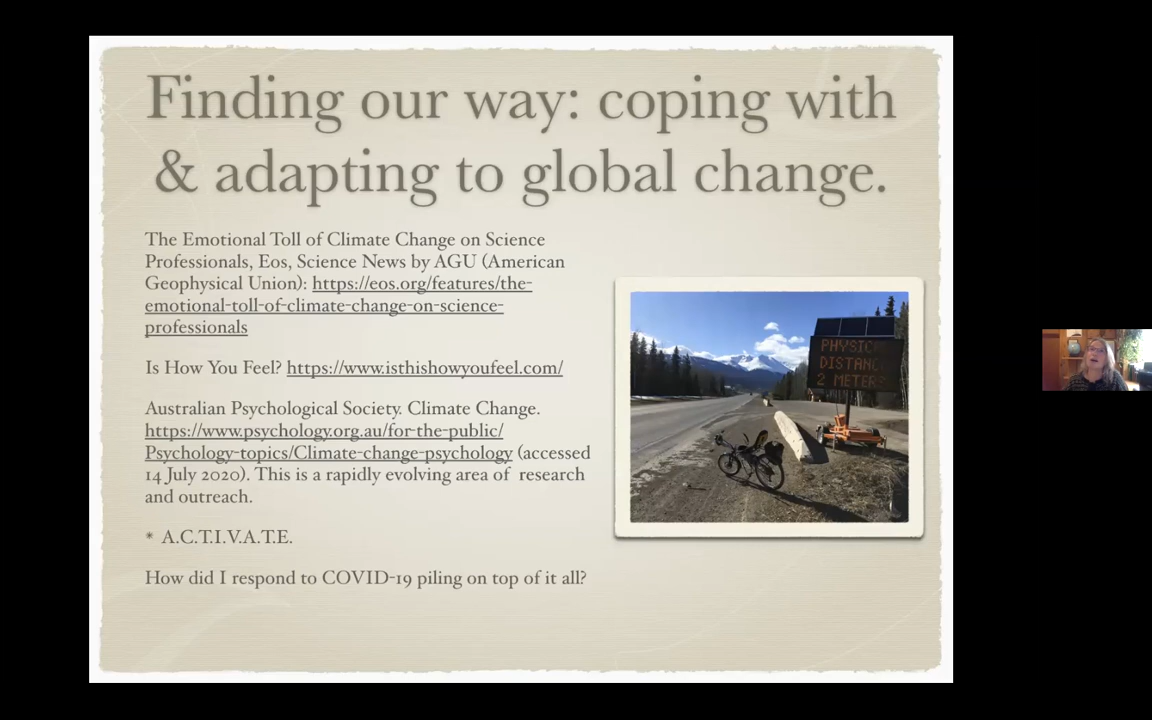 Finding our way: coping with
& adapting to global change.
The Emotional Toll of Climate Change on Science
Professionals, Eos, Science News by AGU (American
Geophysical Union): https://eos.org/features/the-
emotional-toll-of-climate-change-on-science-
professionals
Is How You Feel? https://www.isthishowyoufeel.com/
Australian Psychological Society. Climate Change.
https://www.psychology.org.au/for-the-public/
Psychology-topics/Climate-change-psychology (accessed
14 July 2020). This is a rapidly evolving area of research
and outreach.
* A.C.T.I.V.A.T.E.
How did I respond to COVID-19 piling on top of it all?
PHYSIC
DISTANC
2 METERS